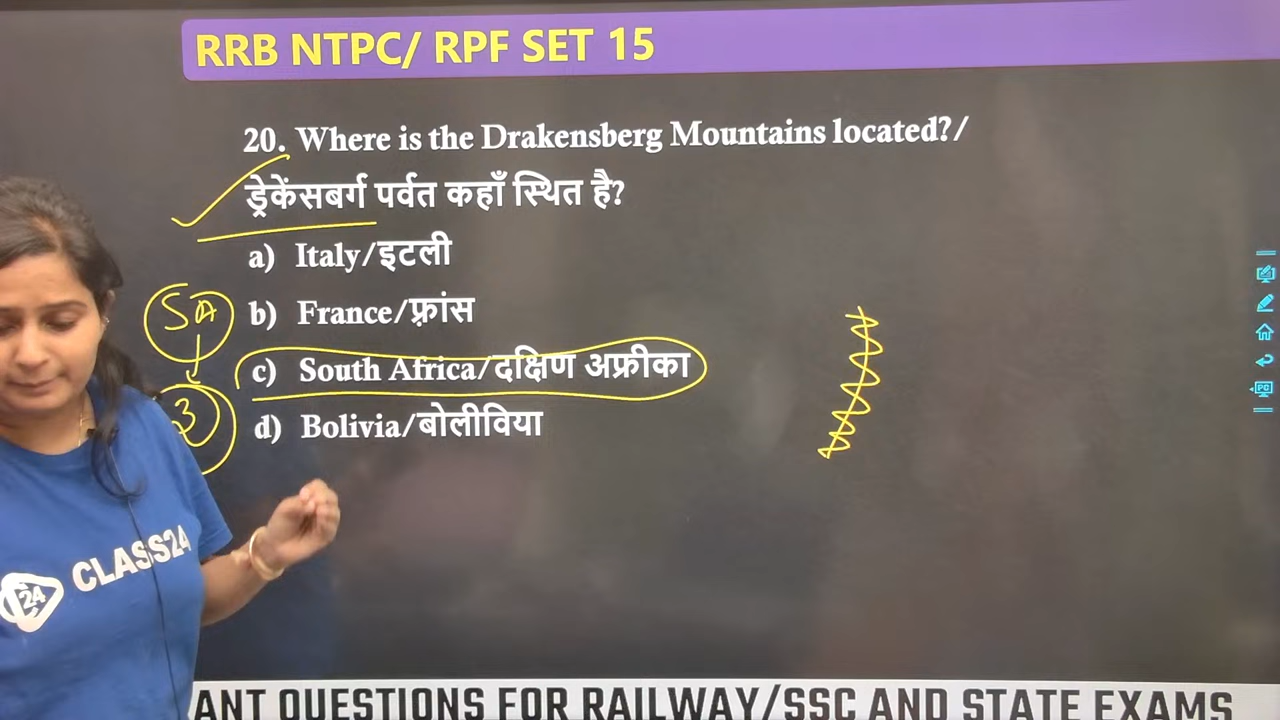 RRB NTPC/ RPF SET 15
20. Where is the Drakensberg Mountains located?/
ड्रेकेंसबर्ग पर्वत कहाँ स्थित है?
a) Italy/इटली
SA
b) France/फ़्रांस
c) South Africa/दक्षिण अफ्रीका
3
d) Bolivia/बोलीविया
CLASS24
24
PC
ANT QUESTIONS FOR RAILWAY/SSC AND STATE EXAMS